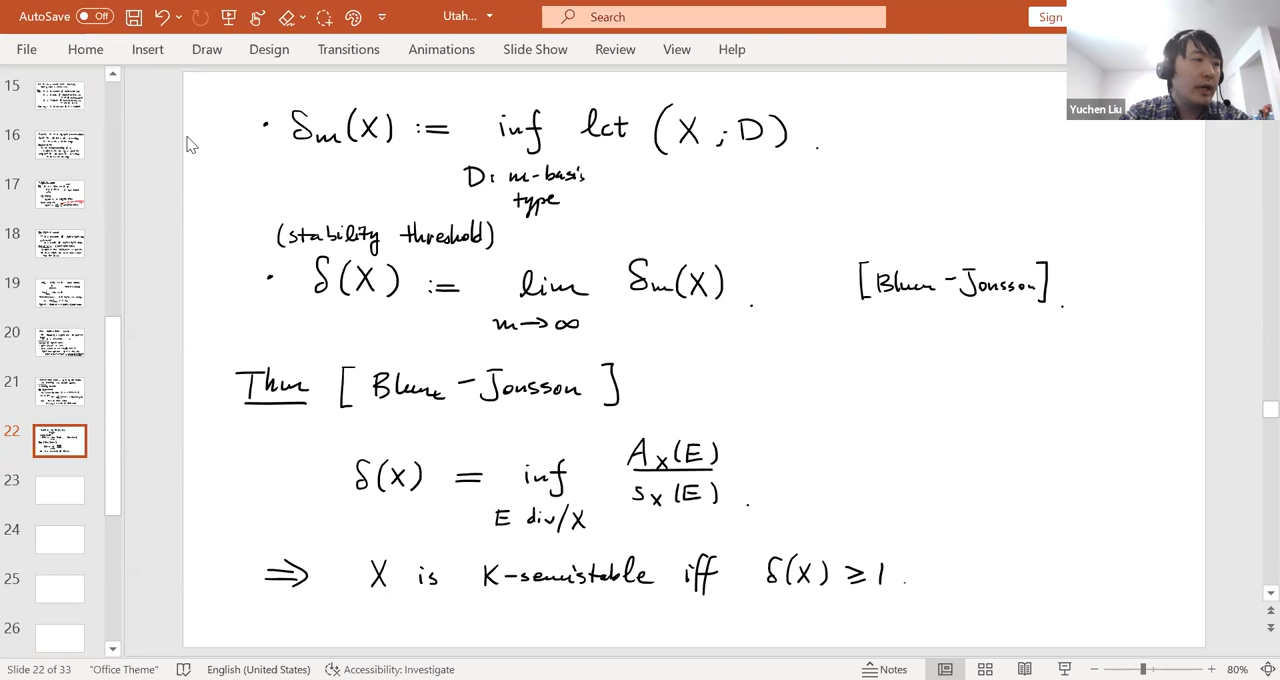 AutoSave Off Utah... Search Sign
File Home Insert Draw Design Transitions Animations Slide Show Review View Help
Yuchen Liu
15
16
17
18
19
20
21
22
23
24
25
26
• δm(X) := inf lct (X ; D) .
D: m-basis
type
(stability threshold)
• δ(X) := lim δm(X) . [Blum-Jonsson] .
m→∞
Thm [Blum-Jonsson]
δ(X) = inf A_X(E) / S_X(E) .
E div/X
⇒ X is K-semistable iff δ(X) ≥ 1 .
Slide 22 of 33 "Office Theme" English (United States) Accessibility: Investigate Notes 80%